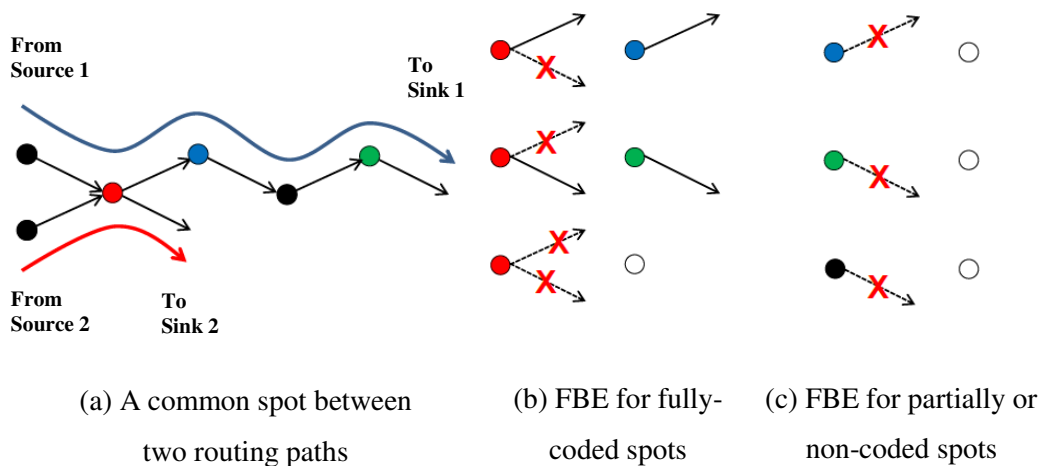 From
Source 1
To
Sink 1
From
Source 2
To
Sink 2
X
X
X
X
X
X
X
(a) A common spot between
two routing paths
(b) FBE for fully-
coded spots
(c) FBE for partially or
non-coded spots